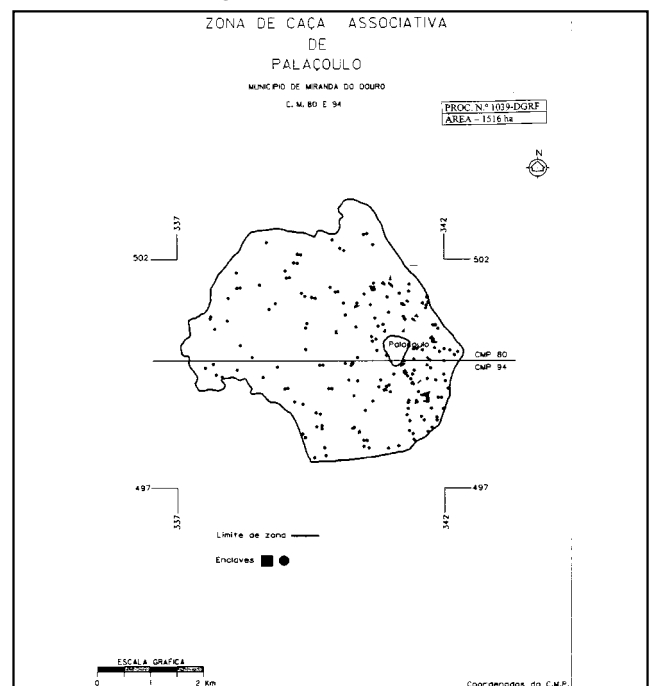 ZONA DE CAÇA ASSOCIATIVA
DE
PALAÇOULO
MUNICIPIO DE MIRANDA DO DOURO
C. M. 80 E 94
PROC. N.º 1039-DGRF
AREA – 1516 ha
N
337
342
502
502
Palaçoulo
CMP 80
CMP 94
497
497
337
342
Limite de zona
Enclaves
ESCALA GRAFICA
0 1 2 Km
Coordenadas da C.M.P.